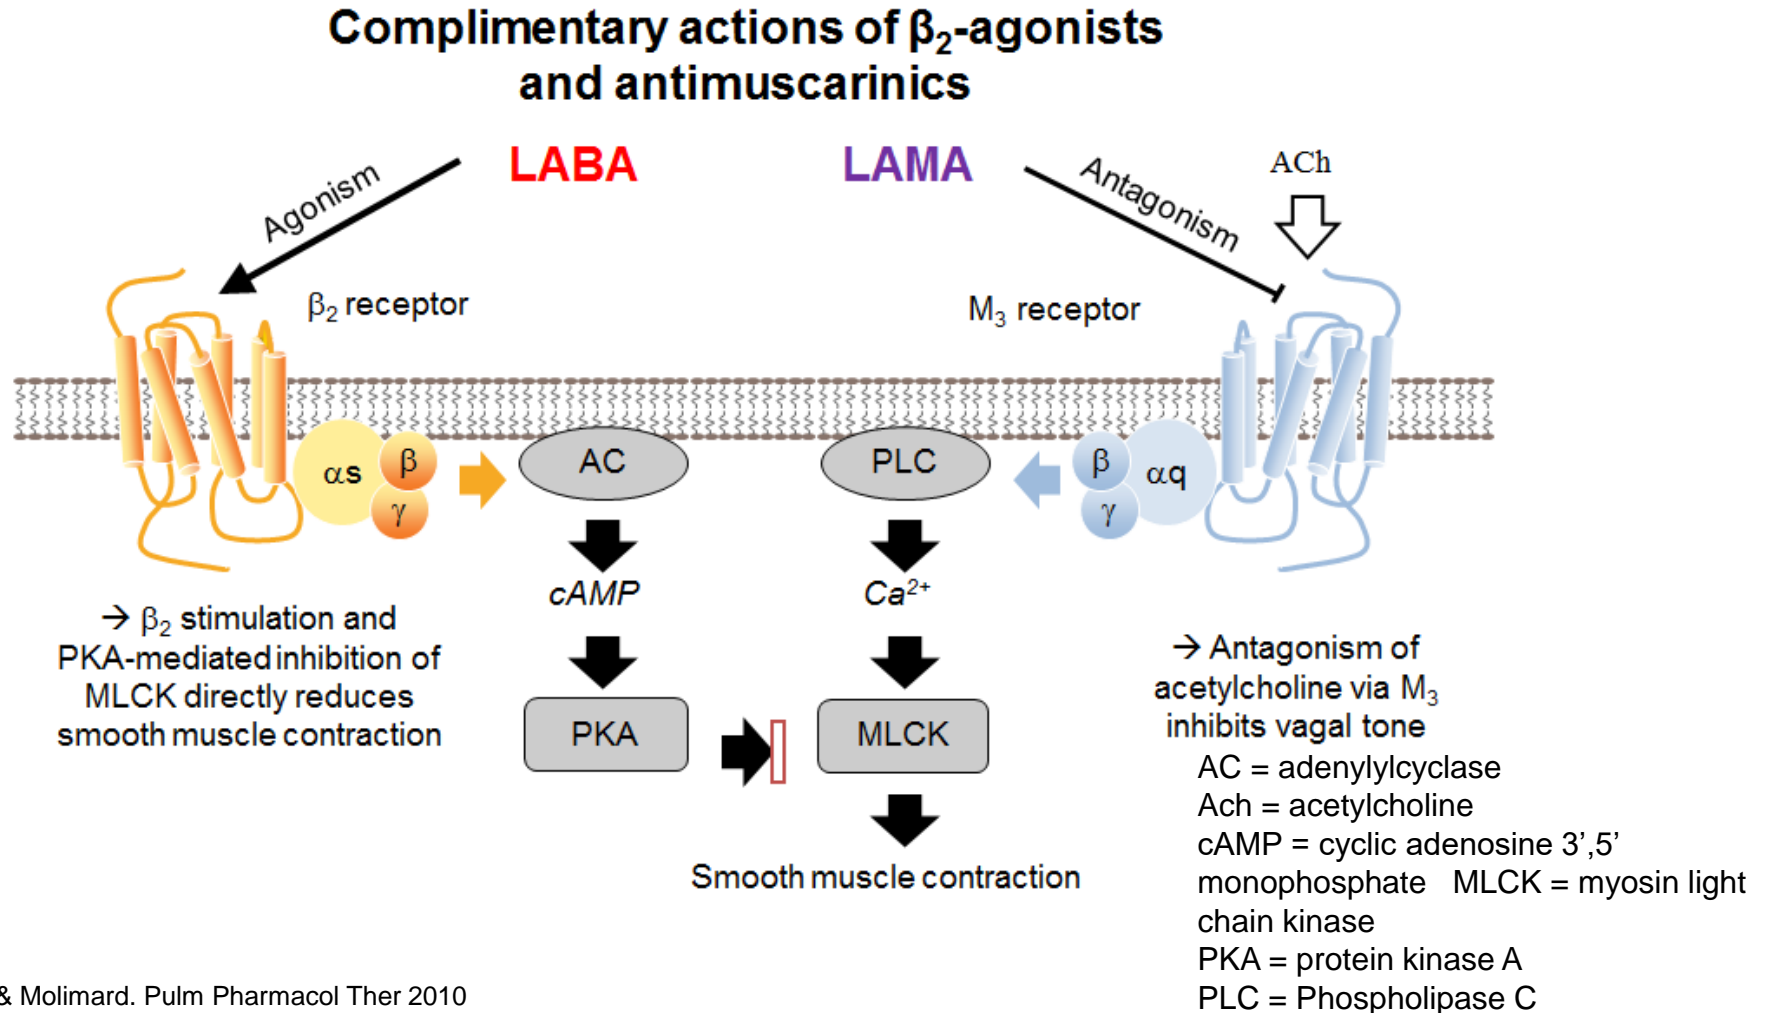 Complimentary actions of β₂-agonists
and antimuscarinics
LABA
LAMA
ACh
Agonism
Antagonism
β₂ receptor
M₃ receptor
αs
β
γ
AC
PLC
β
γ
αq
cAMP
Ca²⁺
→ β₂ stimulation and
PKA-mediated inhibition of
MLCK directly reduces
smooth muscle contraction
PKA
MLCK
→ Antagonism of
acetylcholine via M₃
inhibits vagal tone
Smooth muscle contraction
AC = adenylylcyclase
Ach = acetylcholine
cAMP = cyclic adenosine 3’,5’
monophosphate MLCK = myosin light
chain kinase
PKA = protein kinase A
PLC = Phospholipase C
& Molimard. Pulm Pharmacol Ther 2010